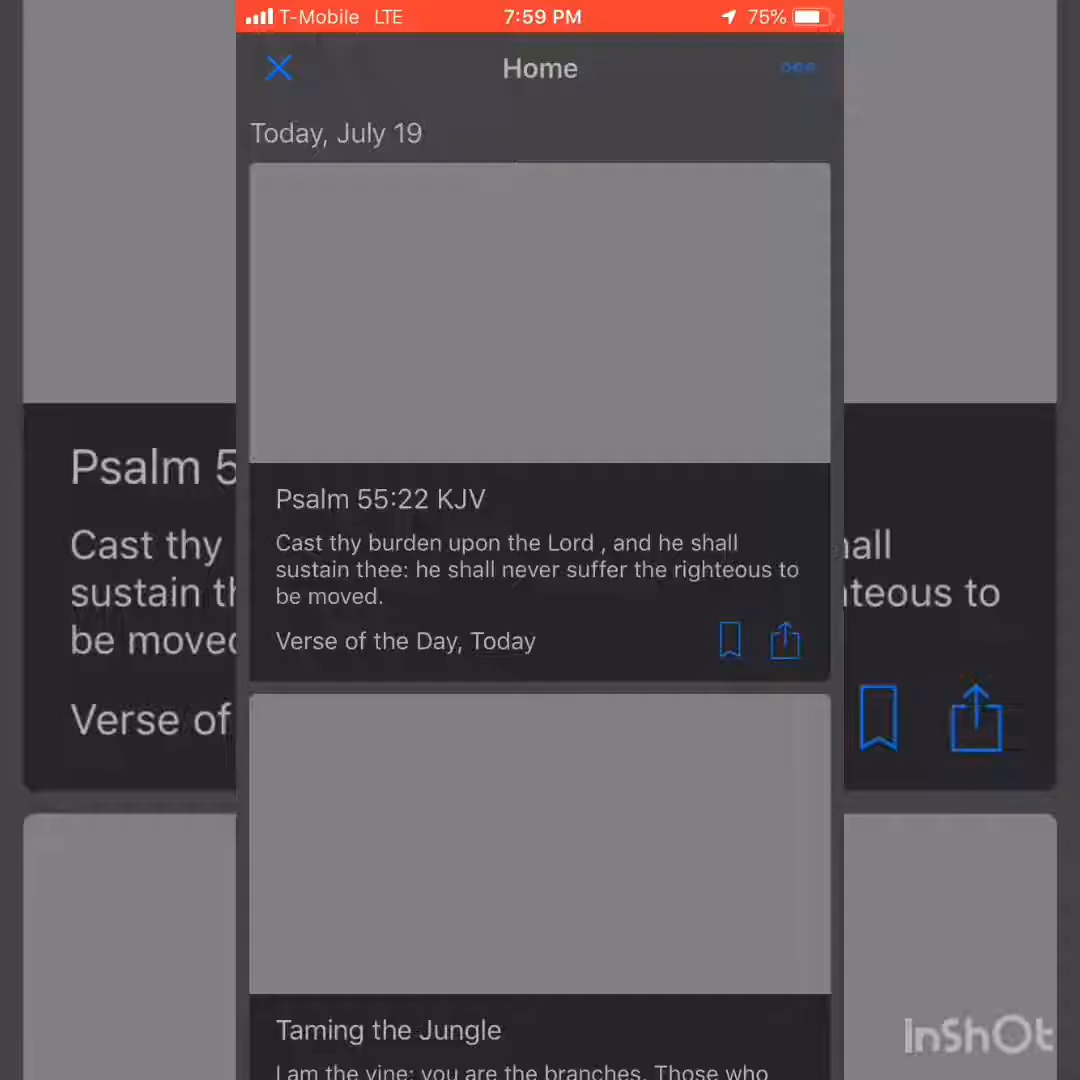 T-Mobile LTE 7:59 PM 75%
Home
Today, July 19
Psalm 55:22 KJV
Cast thy burden upon the Lord , and he shall
sustain thee: he shall never suffer the righteous to
be moved.
Verse of the Day, Today
Taming the Jungle
I am the vine; you are the branches. Those who
Psalm 5
Cast thy
sustain th
be moved
Verse of
hall
hteous to
InShOt